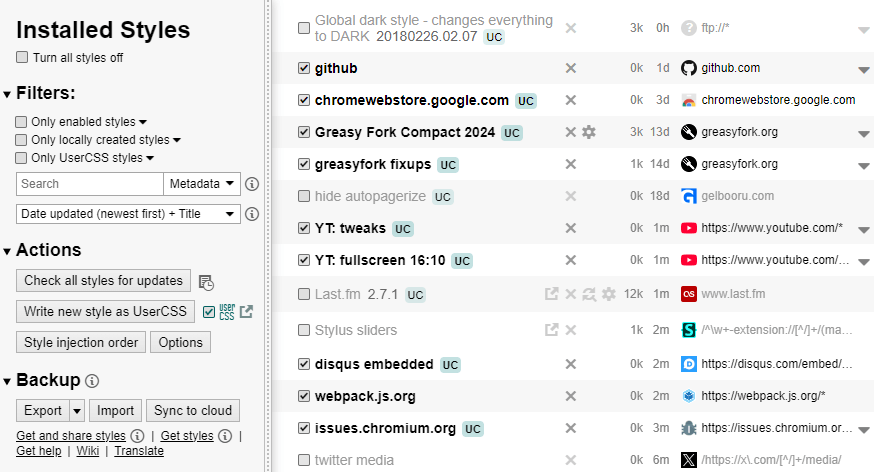 Installed Styles
Turn all styles off
Filters:
Only enabled styles
Only locally created styles
Only UserCSS styles
Search Metadata
Date updated (newest first) + Title
Actions
Check all styles for updates
Write new style as UserCSS USER CSS
Style injection order Options
Backup
Export Import Sync to cloud
Get and share styles | Get styles |
Get help | Wiki | Translate
Global dark style - changes everything
to DARK 20180226.02.07 UC 3k 0h ftp://*
github 0k 1d github.com
chromewebstore.google.com UC 0k 3d chromewebstore.google.com
Greasy Fork Compact 2024 UC 3k 13d greasyfork.org
greasyfork fixups UC 1k 14d greasyfork.org
hide autopagerize UC 0k 18d gelbooru.com
YT: tweaks UC 0k 1m https://www.youtube.com/*
YT: fullscreen 16:10 UC 0k 1m https://www.youtube.com/...
Last.fm 2.7.1 UC 12k 1m www.last.fm
Stylus sliders 1k 2m /^\w+-extension://[^/]+/(ma...
disqus embedded UC 0k 2m https://disqus.com/embed/...
webpack.js.org 0k 2m https://webpack.js.org/*
issues.chromium.org UC 0k 3m https://issues.chromium.or...
twitter media 0k 6m /https://x\.com/[^/]+/media/